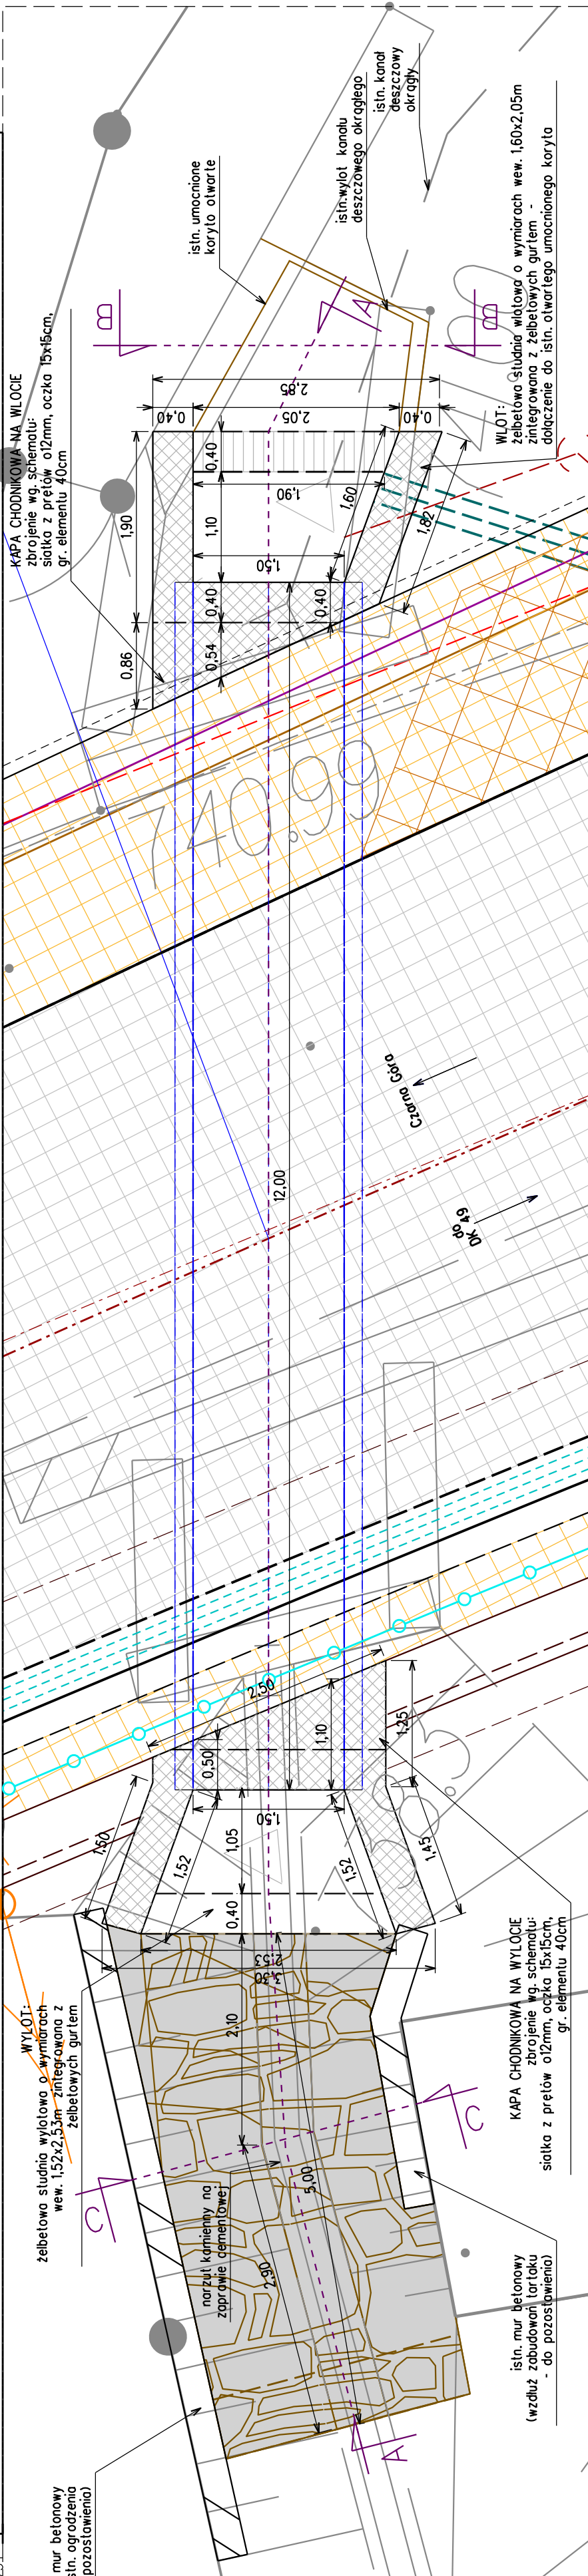 istn. kanał
deszczowy
okrągły
istn.wylot kanału
deszczowego okrągłego
istn. umocnione
koryto otwarte
B
B
A
WLOT:
żelbetowa studnia wlotowa o wymiarach wew. 1,60x2,05m
zintegrowana z żelbetowych gurtem -
dołączenie do istn. otwartego umocnionego koryta
KAPA CHODNIKOWA NA WLOCIE
zbrojenie wg. schematu:
siatka z prętów o12mm, oczka 15x15cm,
gr. elementu 40cm
2,85
0,40
2,05
0,40
1,90
0,40
1,90
1,60
1,82
1,10
1,50
0,40
0,40
0,86
0,54
740.99
Czarna Góra
12,00
do
DK 49
2,50
1,25
1,10
0,50
1,50
1,50
1,52
1,05
1,52
1,45
0,40
2,53
3,30
2,10
WYLOT:
żelbetowa studnia wylotowa o wymiarach
wew. 1,52x2,53m zintegrowana z
żelbetowych gurtem
KAPA CHODNIKOWA NA WYLOCIE
zbrojenie wg. schematu:
siatka z prętów o12mm, oczka 15x15cm,
gr. elementu 40cm
C
C
narzut kamienny na
zaprawie cementowej
5,00
2,90
istn. mur betonowy
(wzdłuż zabudowań tartaku
- do pozostawienia)
A
mur betonowy
stn. ogrodzenia
pozostawienia)